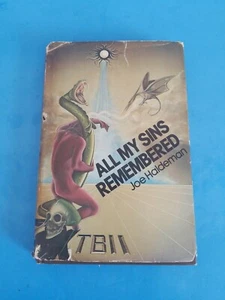 ALL MY SINS
REMEMBERED
Joe Haldeman
TBII